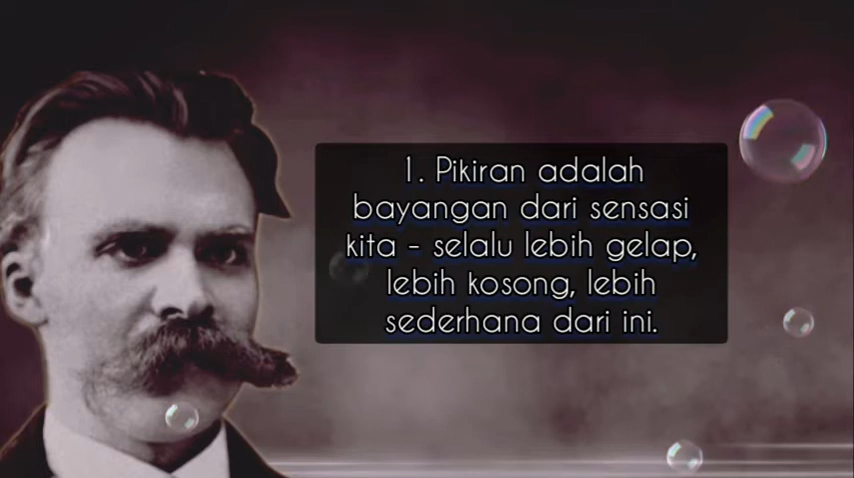 1. Pikiran adalah
bayangan dari sensasi
kita - selalu lebih gelap,
lebih kosong, lebih
sederhana dari ini.